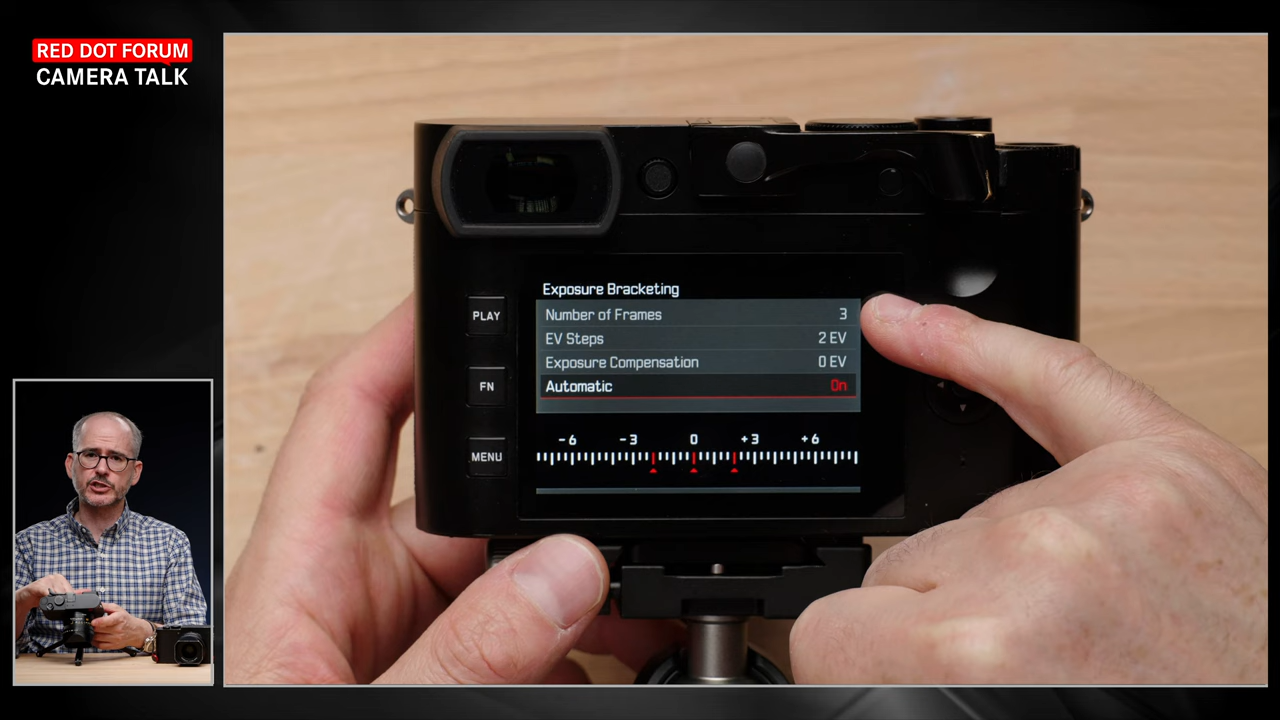 RED DOT FORUM
CAMERA TALK
PLAY
FN
MENU
Exposure Bracketing
Number of Frames 3
EV Steps 2 EV
Exposure Compensation 0 EV
Automatic On
-6 -3 0 +3 +6